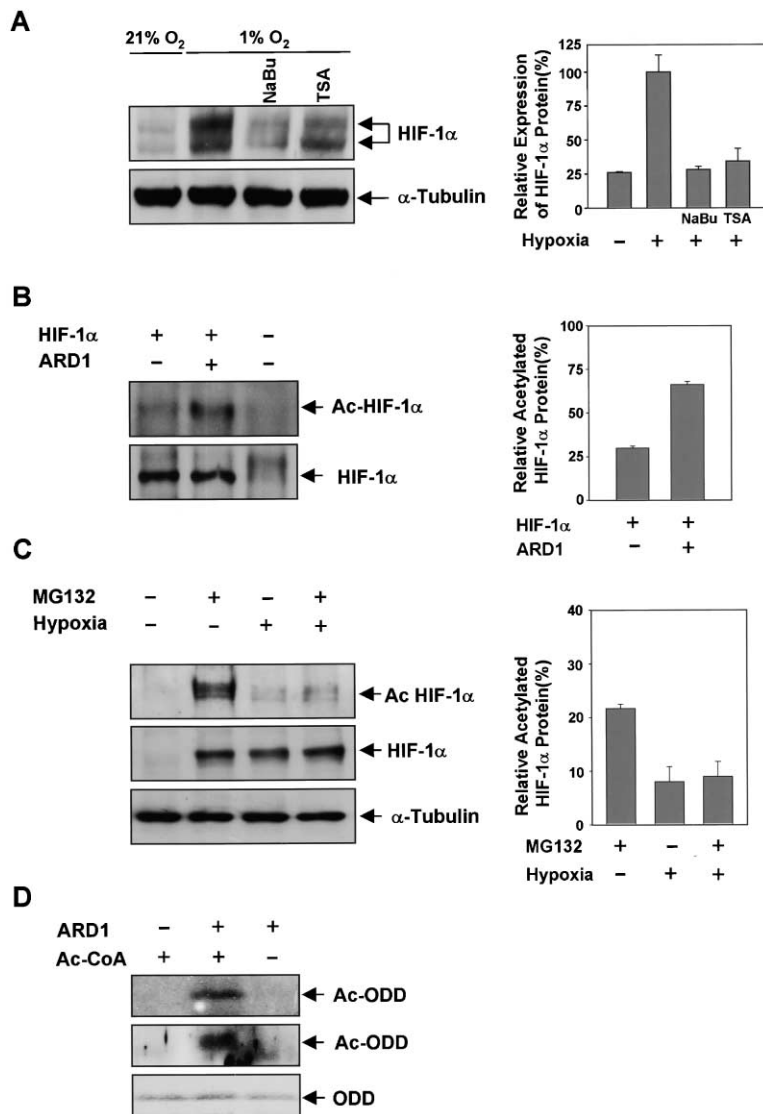 A
21% O2
1% O2
NaBu
TSA
HIF-1α
α-Tubulin
Relative Expression
of HIF-1α Protein(%)
125
100
75
50
25
0
NaBu TSA
Hypoxia − + + +
B
HIF-1α + + −
ARD1 − + −
Ac-HIF-1α
HIF-1α
Relative Acetylated
HIF-1α Protein(%)
100
75
50
25
0
HIF-1α + +
ARD1 − +
C
MG132 − + − +
Hypoxia − − + +
Ac HIF-1α
HIF-1α
α-Tubulin
Relative Acetylated
HIF-1α Protein(%)
40
30
20
10
0
MG132 + − +
Hypoxia − + +
D
ARD1 − + +
Ac-CoA + + −
Ac-ODD
Ac-ODD
ODD